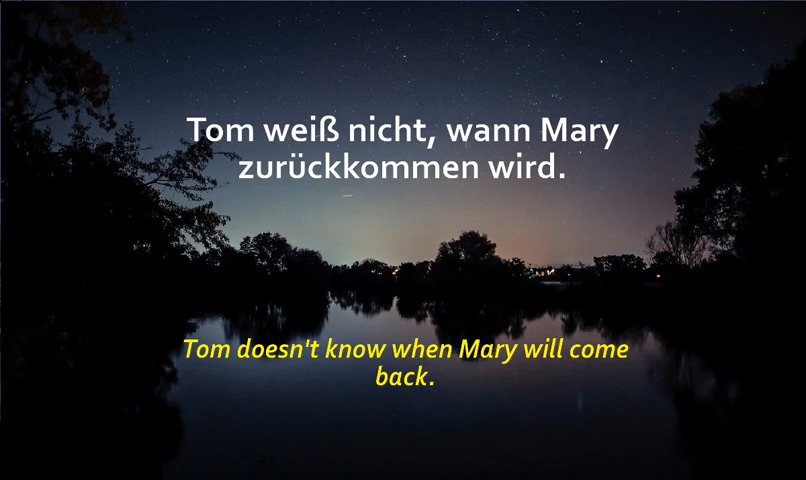 Tom weiß nicht, wann Mary
zurückkommen wird.
Tom doesn't know when Mary will come
back.